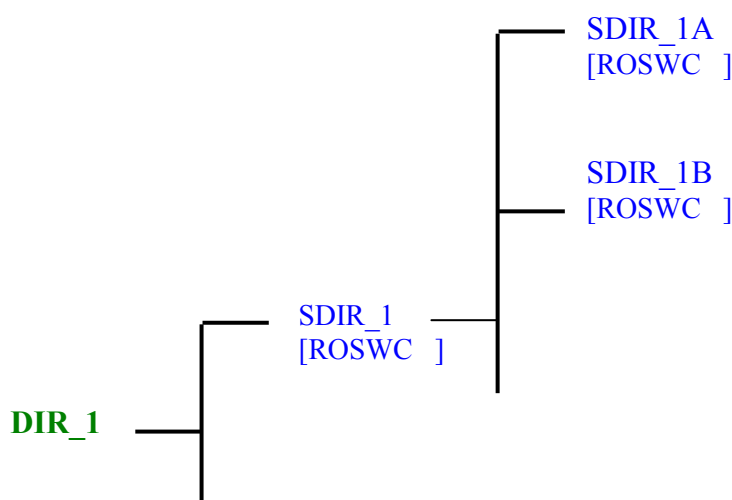 SDIR_1A
[ROSWC   ]
SDIR_1B
[ROSWC   ]
SDIR_1
[ROSWC   ]
DIR_1